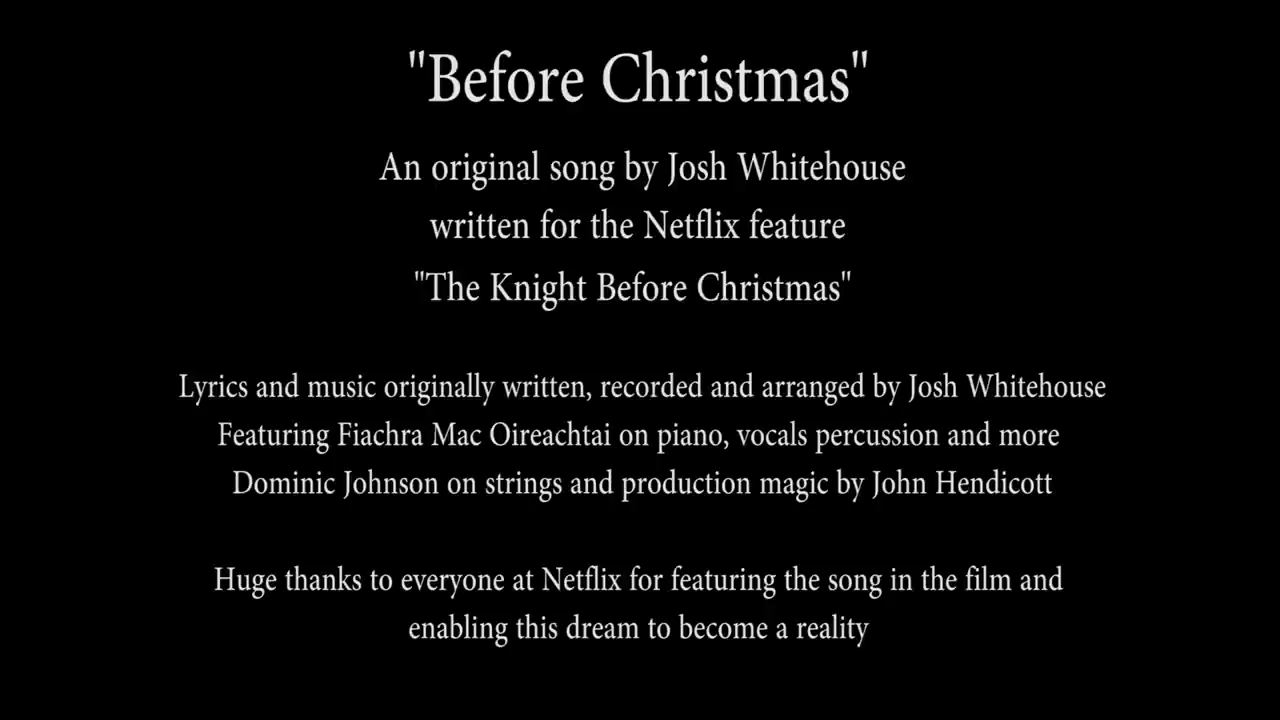 "Before Christmas"
An original song by Josh Whitehouse
written for the Netflix feature
"The Knight Before Christmas"
Lyrics and music originally written, recorded and arranged by Josh Whitehouse
Featuring Fiachra Mac Oireachtai on piano, vocals percussion and more
Dominic Johnson on strings and production magic by John Hendicott
Huge thanks to everyone at Netflix for featuring the song in the film and
enabling this dream to become a reality